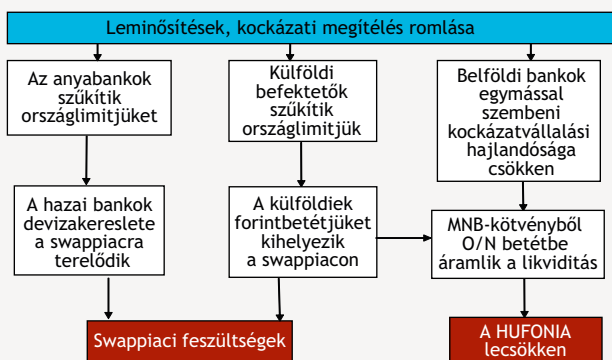 Leminősítések, kockázati megítélés romlása
Az anyabankok
szűkítik
országlimitjüket
Külföldi
befektetők
szűkítik
országlimitjük
Belföldi bankok
egymással
szembeni
kockázatvállalási
hajlandósága
csökken
A hazai bankok
devizakereslete
a swappiacra
terelődik
A külföldiek
forintbetétjüket
kihelyezik
a swappiacon
MNB-kötvényből
O/N betétbe
áramlik a likviditás
Swappiaci feszültségek
A HUFONIA
lecsökken